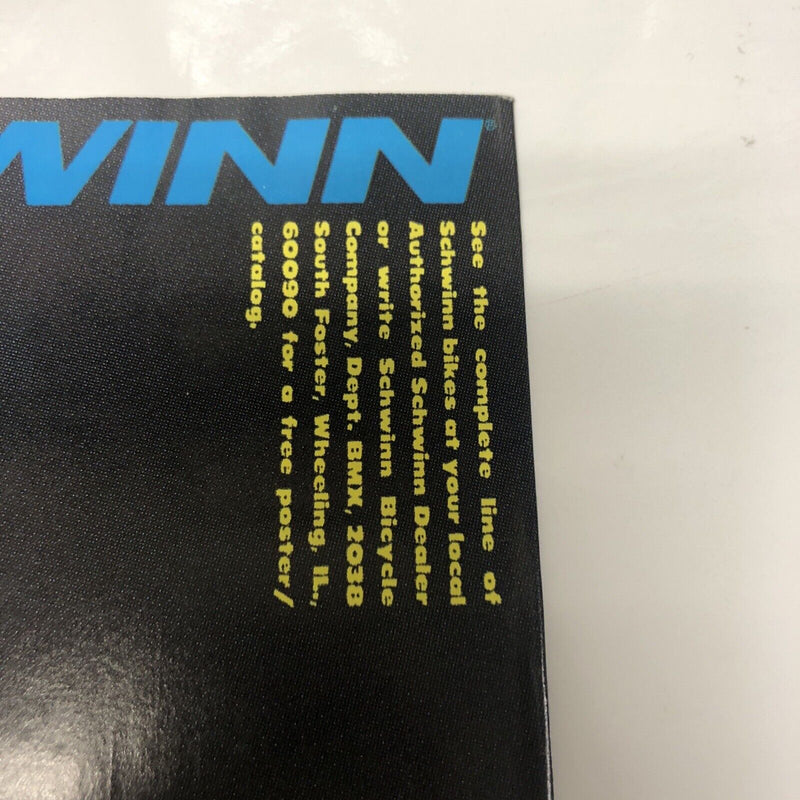 WINN®
See the complete line of
Schwinn bikes at your local
Authorized Schwinn Dealer
or write Schwinn Bicycle
Company, Dept. BMX, 2038
South Foster, Wheeling, IL.,
60090 for a free poster/
catalog.